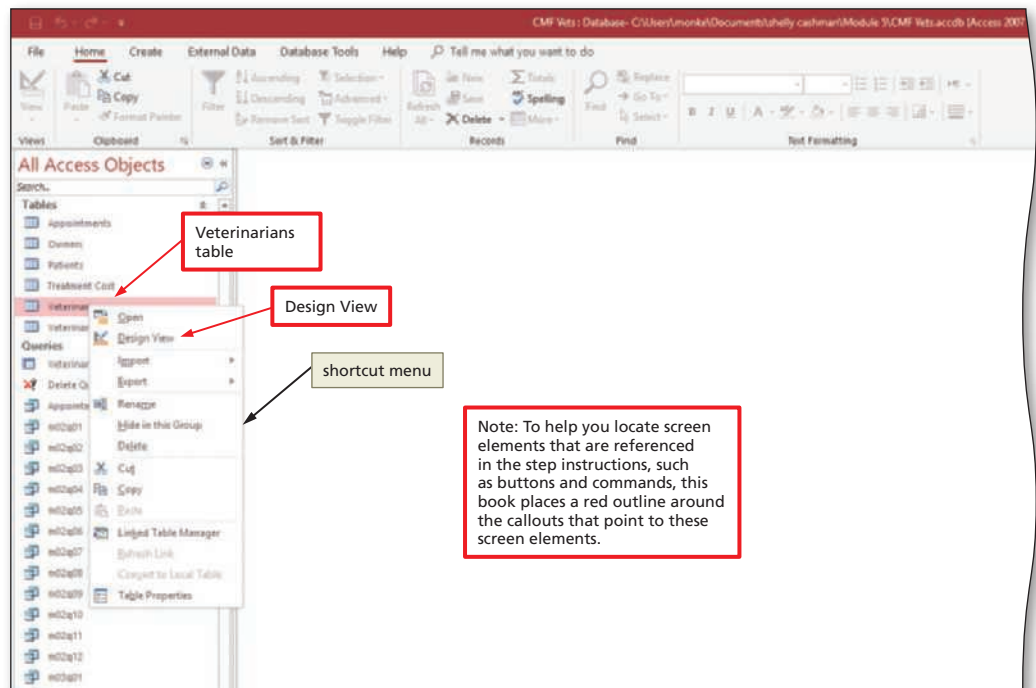 CMF Vets : Database- C:\Users\monka\Documents\shelly cashman\Module 5\CMF Vets.accdb (Access 2007
File Home Create External Data Database Tools Help Tell me what you want to do
View Paste Cut Copy Format Painter
Filter Ascending Descending Remove Sort Selection Advanced Toggle Filter
Refresh All New Save Delete Totals Spelling More
Find Replace Go To Select
B I U A
Views Clipboard Sort & Filter Records Find Text Formatting
All Access Objects
Search...
Tables
Appointments
Owners
Patients
Treatment Cost
Veterinarians table
Design View
shortcut menu
Open
Design View
Import
Export
Rename
Hide in this Group
Delete
Cut
Copy
Paste
Linked Table Manager
Refresh Link
Convert to Local Table
Table Properties
Queries
m02q01
m02q02
m02q03
m02q04
m02q05
m02q06
m02q07
m02q08
m02q09
m02q10
m02q11
m02q12
m03q01
Note: To help you locate screen
elements that are referenced
in the step instructions, such
as buttons and commands, this
book places a red outline around
the callouts that point to these
screen elements.